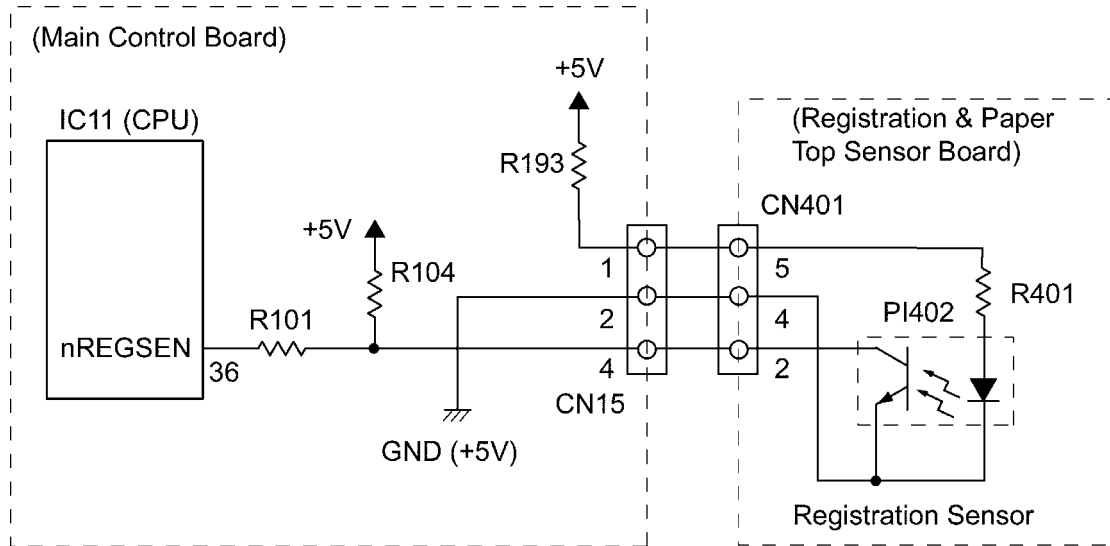 (Main Control Board)
+5V
IC11 (CPU)
(Registration & Paper
Top Sensor Board)
R193
CN401
+5V
R104
1
5
R401
R101
2
4
PI402
nREGSEN
36
4
2
CN15
GND (+5V)
Registration Sensor